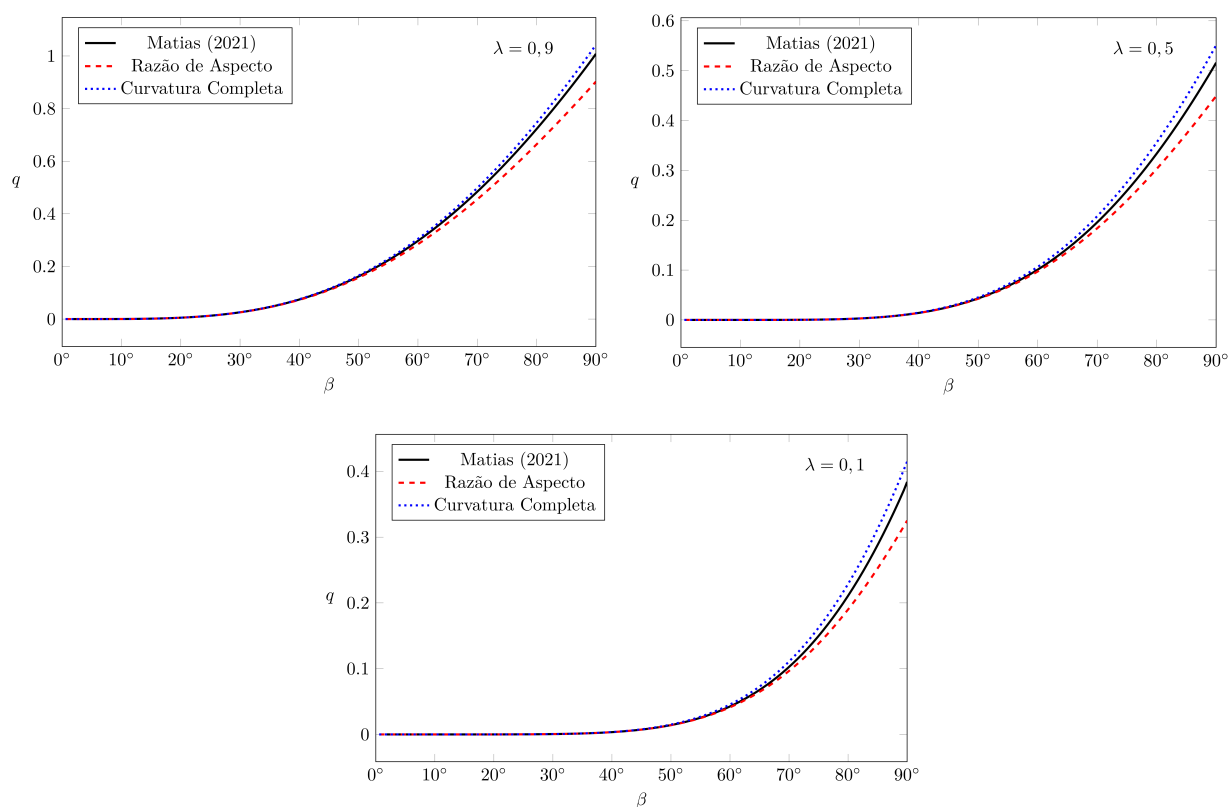 Matias (2021)
Razão de Aspecto
Curvatura Completa
λ = 0, 9
1
0.8
0.6
0.4
0.2
0
q
0° 10° 20° 30° 40° 50° 60° 70° 80° 90°
β
Matias (2021)
Razão de Aspecto
Curvatura Completa
λ = 0, 5
0.6
0.5
0.4
0.3
0.2
0.1
0
q
0° 10° 20° 30° 40° 50° 60° 70° 80° 90°
β
Matias (2021)
Razão de Aspecto
Curvatura Completa
λ = 0, 1
0.4
0.3
0.2
0.1
0
q
0° 10° 20° 30° 40° 50° 60° 70° 80° 90°
β